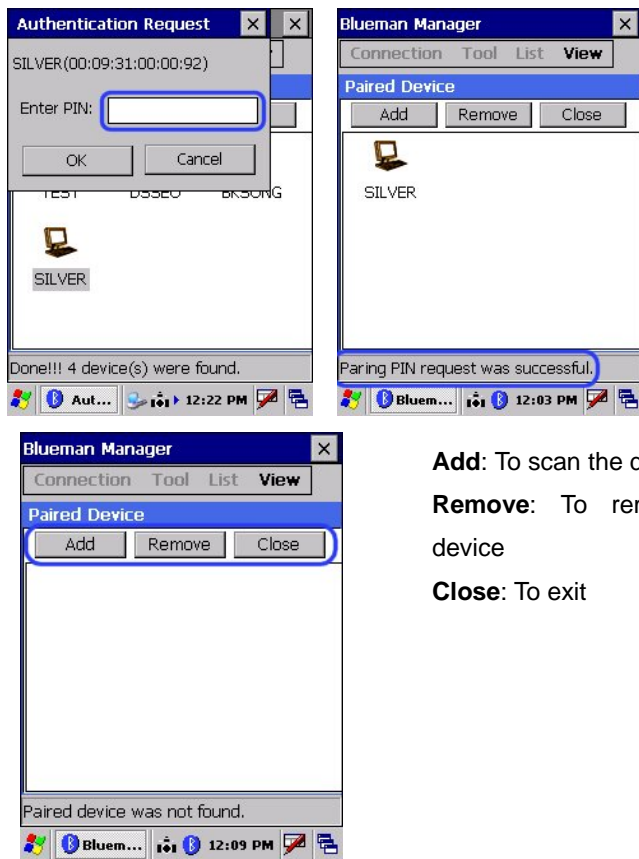 Authentication Request
SILVER(00:09:31:00:00:92)
Enter PIN:
OK Cancel
TEST DSSEO BKSONG
SILVER
Done!!! 4 device(s) were found.
Aut... 12:22 PM
Blueman Manager
Connection Tool List View
Paired Device
Add Remove Close
SILVER
Paring PIN request was successful.
Bluem... 12:03 PM
Blueman Manager
Connection Tool List View
Paired Device
Add Remove Close
Paired device was not found.
Bluem... 12:09 PM
Add: To scan the
Remove: To
device
Close: To exit